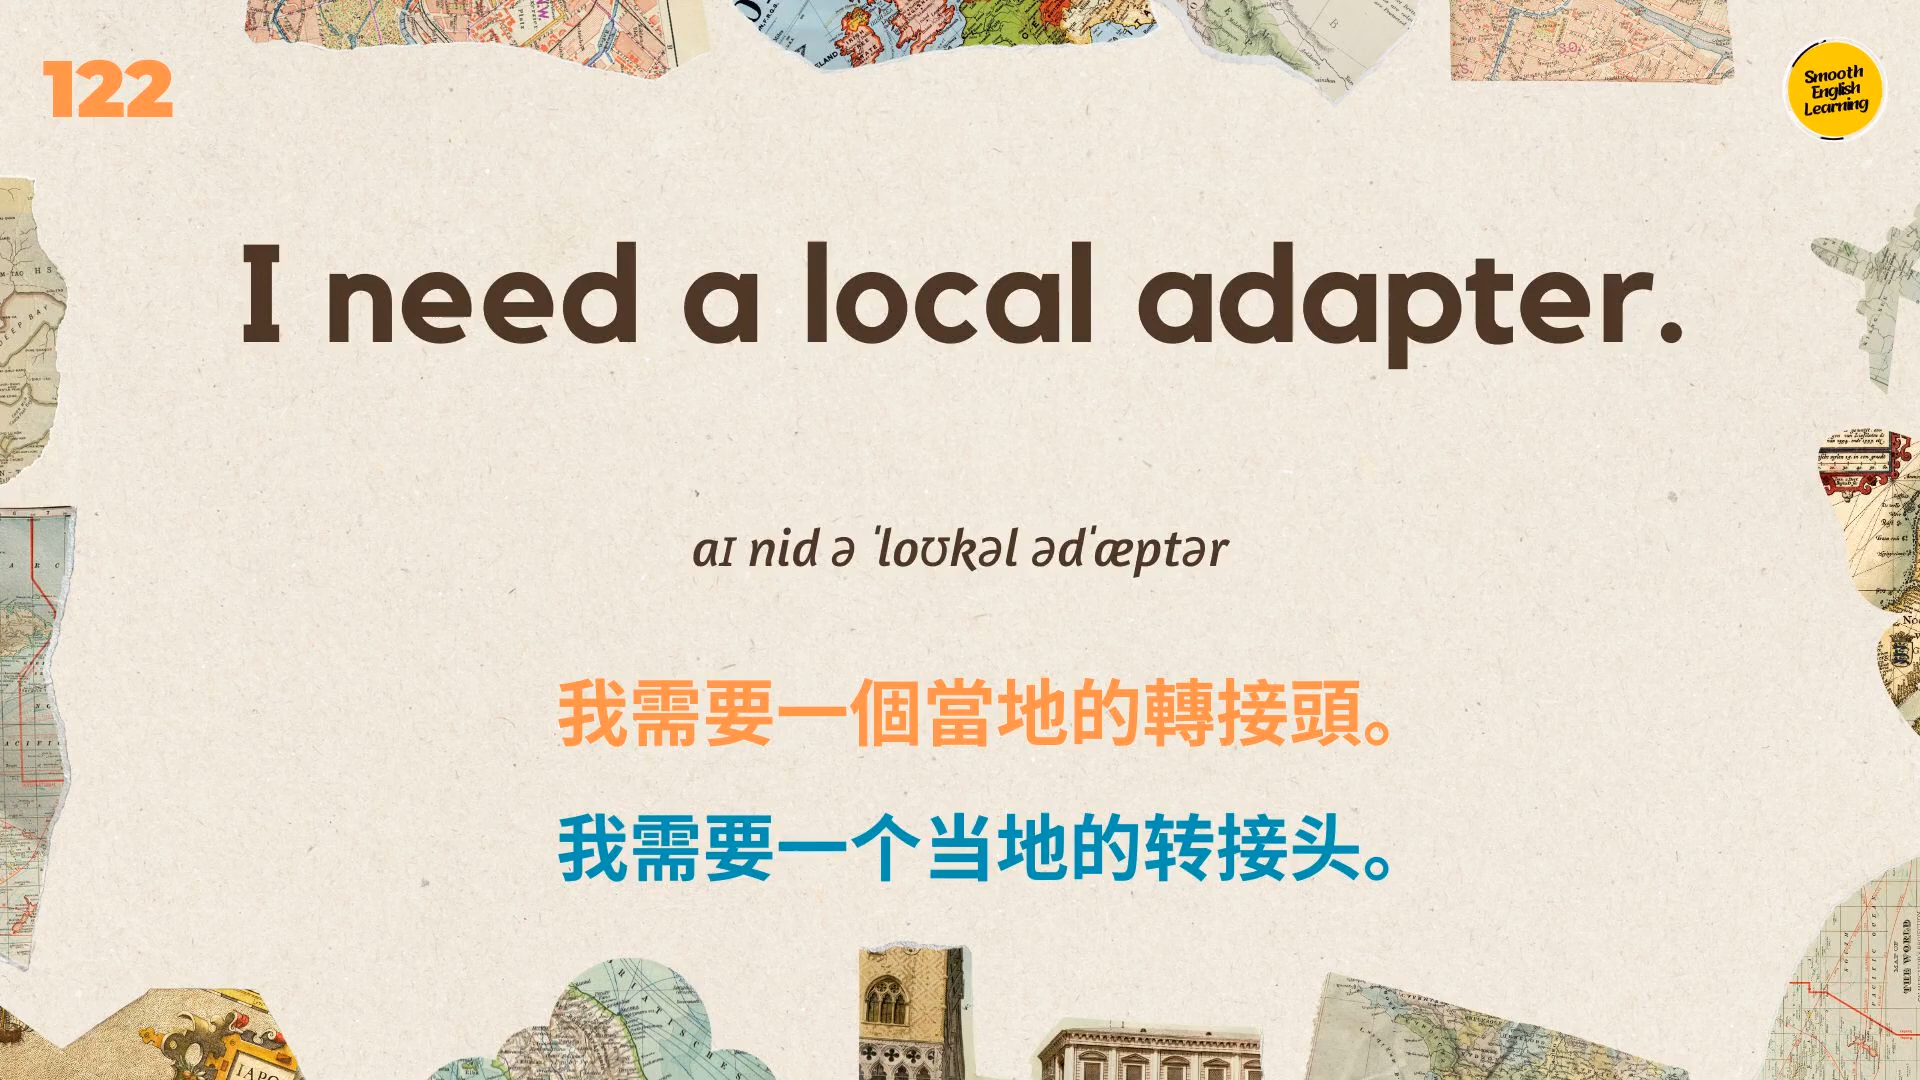 122
Smooth
English
Learning
I need a local adapter.
aɪ nid ə ˈloʊkəl ədˈæptər
我需要一個當地的轉接頭。
我需要一个当地的转接头。